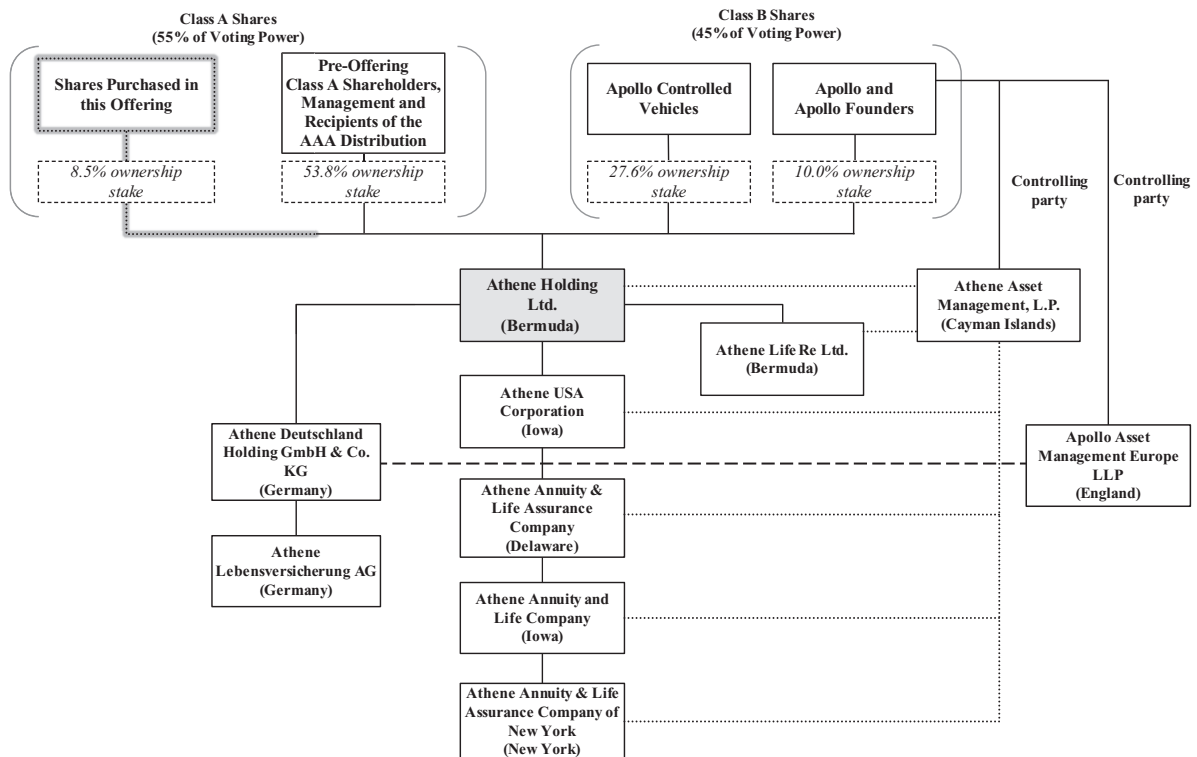 Class A Shares
(55% of Voting Power)
Class B Shares
(45% of Voting Power)
Shares Purchased in
this Offering
Pre-Offering
Class A Shareholders,
Management and
Recipients of the
AAA Distribution
Apollo Controlled
Vehicles
Apollo and
Apollo Founders
8.5% ownership
stake
53.8% ownership
stake
27.6% ownership
stake
10.0% ownership
stake
Controlling
party
Controlling
party
Athene Holding
Ltd.
(Bermuda)
Athene Asset
Management, L.P.
(Cayman Islands)
Athene Life Re Ltd.
(Bermuda)
Athene USA
Corporation
(Iowa)
Athene Deutschland
Holding GmbH & Co.
KG
(Germany)
Apollo Asset
Management Europe
LLP
(England)
Athene Annuity &
Life Assurance
Company
(Delaware)
Athene
Lebensversicherung AG
(Germany)
Athene Annuity and
Life Company
(Iowa)
Athene Annuity & Life
Assurance Company of
New York
(New York)